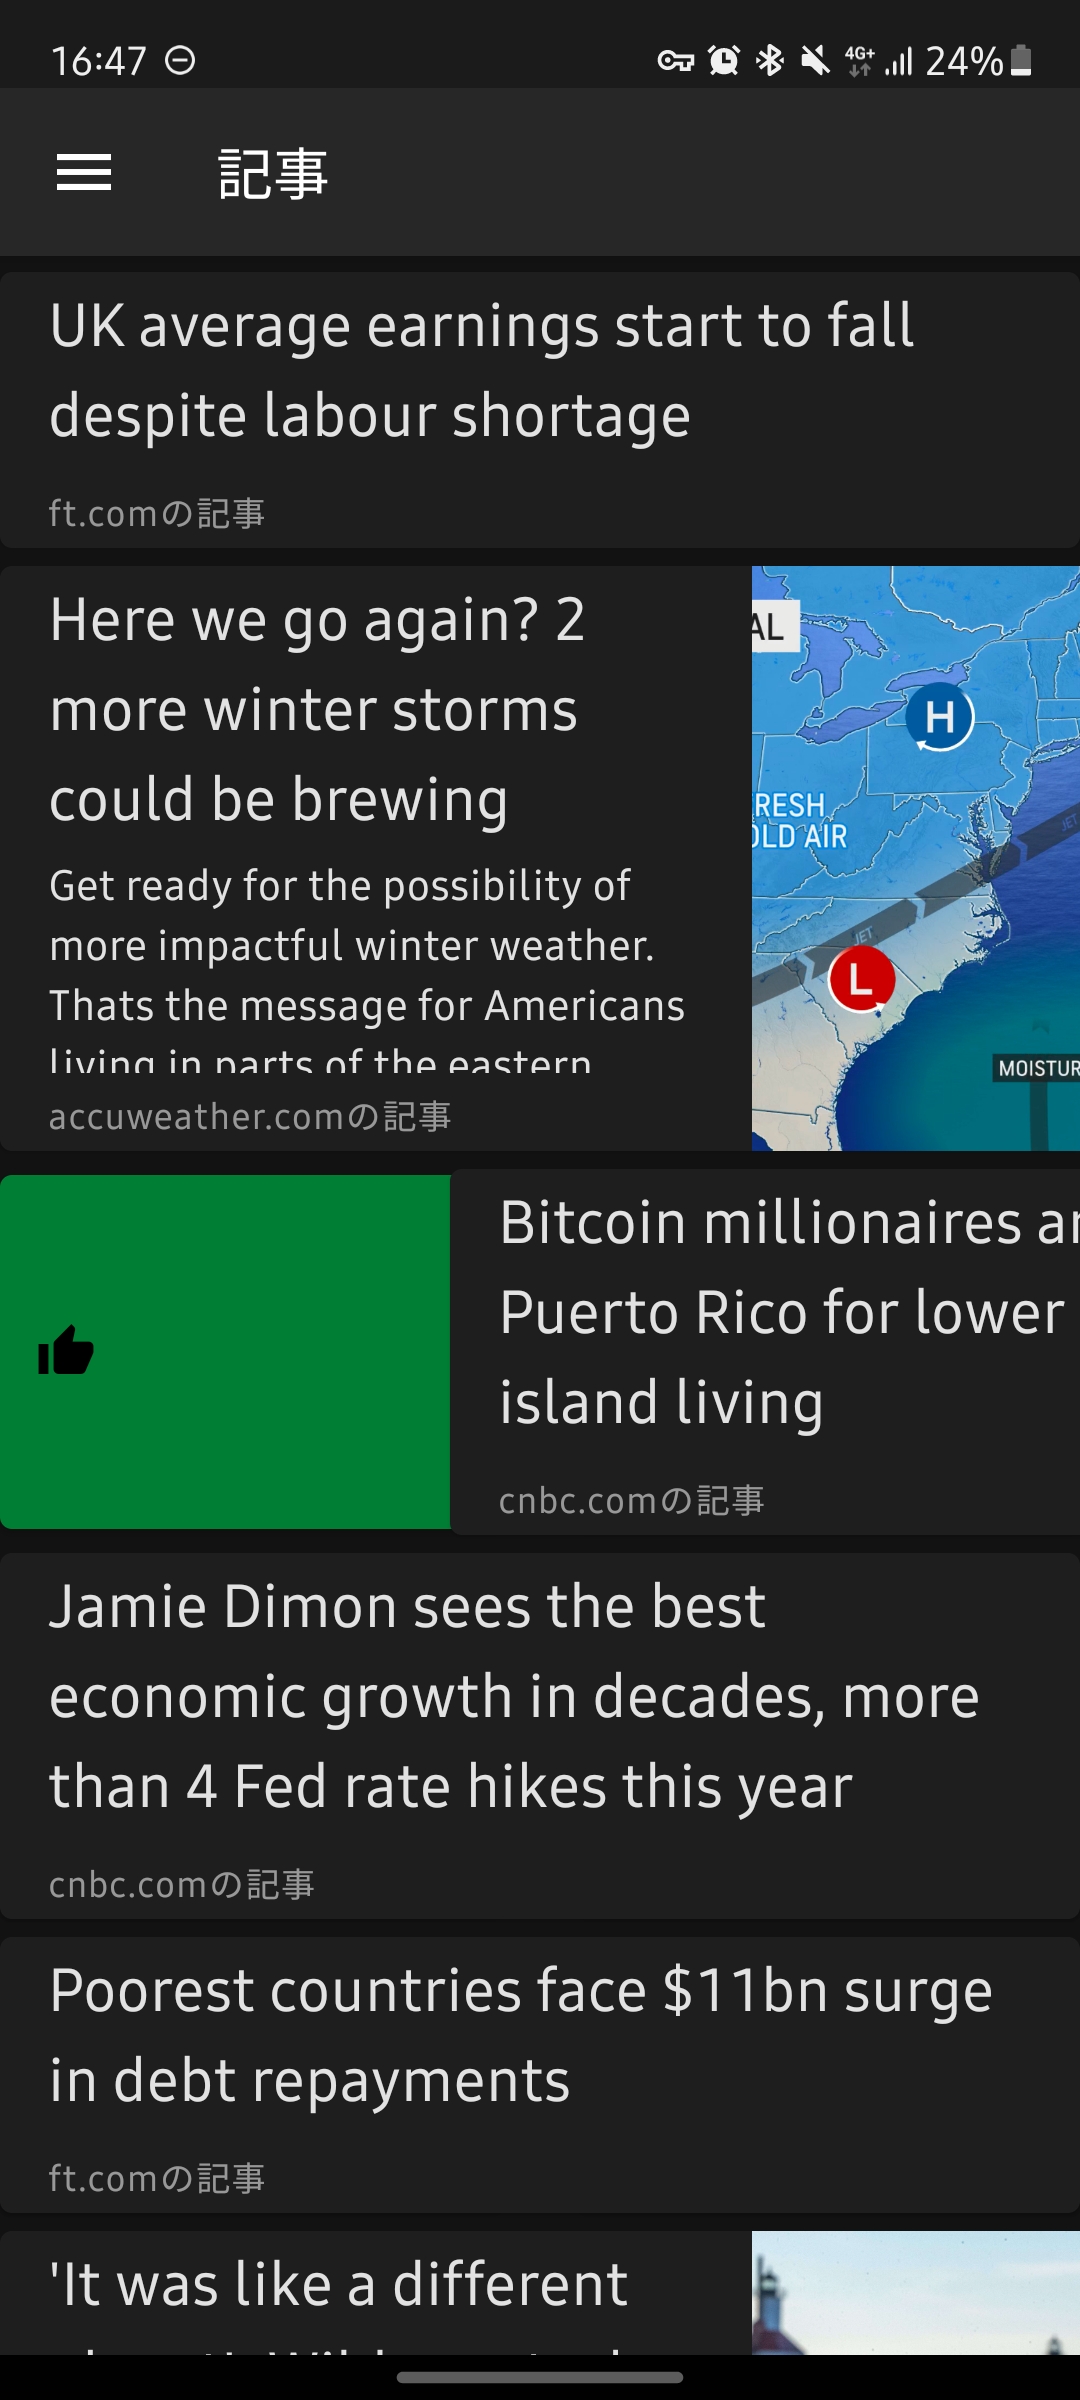 16:47
4G+
24%
記事
UK average earnings start to fall
despite labour shortage
ft.comの記事
Here we go again? 2
more winter storms
could be brewing
Get ready for the possibility of
more impactful winter weather.
Thats the message for Americans
living in parts of the eastern
accuweather.comの記事
AL
H
RESH
OLD AIR
JET
JET
L
MOISTUR
Bitcoin millionaires ar
Puerto Rico for lower
island living
cnbc.comの記事
Jamie Dimon sees the best
economic growth in decades, more
than 4 Fed rate hikes this year
cnbc.comの記事
Poorest countries face $11bn surge
in debt repayments
ft.comの記事
'It was like a different